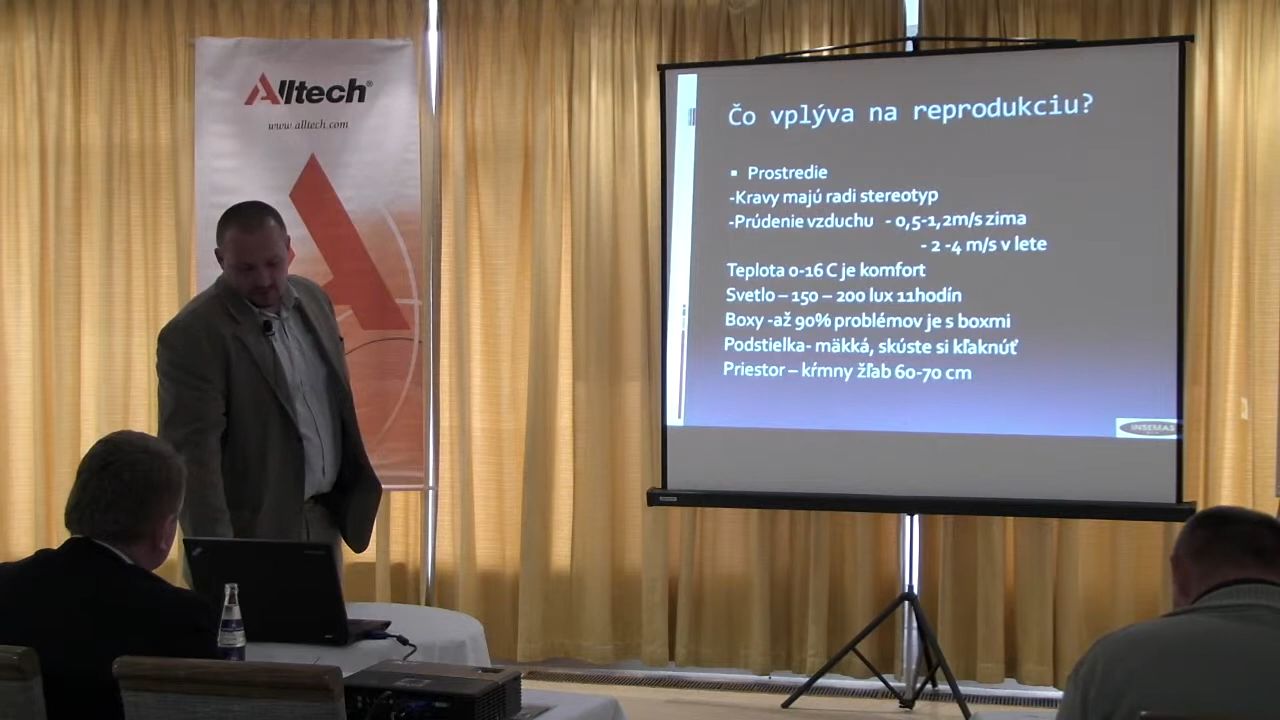 Alltech®
www.alltech.com
Čo vplýva na reprodukciu?
▪ Prostredie
-Kravy majú radi stereotyp
-Prúdenie vzduchu - 0,5-1,2m/s zima
- 2 -4 m/s v lete
Teplota 0-16 C je komfort
Svetlo – 150 – 200 lux 11hodín
Boxy -až 90% problémov je s boxmi
Podstielka- mäkká, skúste si kľaknúť
Priestor – kŕmny žľab 60-70 cm
INSEMAS